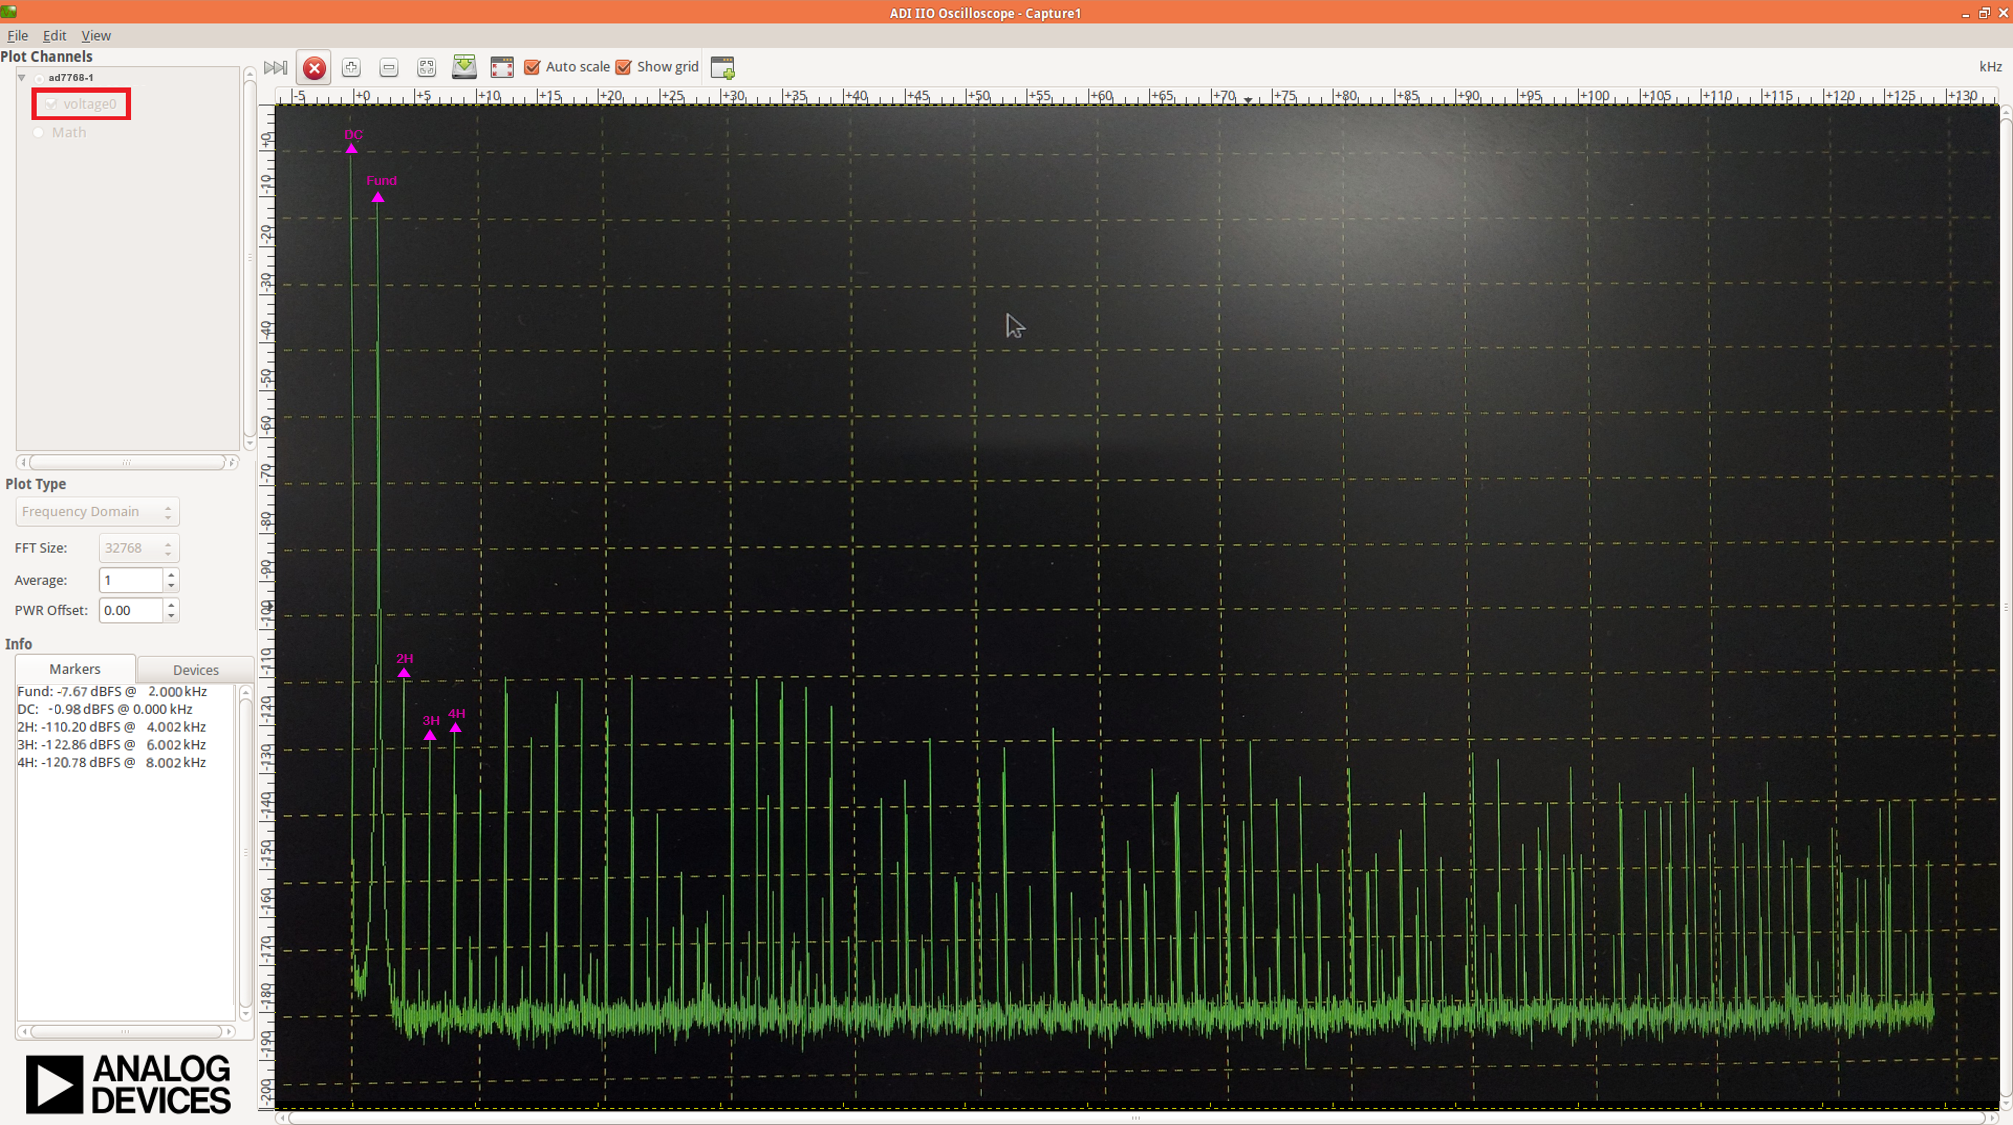 ADI IIO Oscilloscope - Capture1
File Edit View
Plot Channels
ad7768-1
voltage0
Math
Auto scale Show grid
kHz
-5 +0 +5 +10 +15 +20 +25 +30 +35 +40 +45 +50 +55 +60 +65 +70 +75 +80 +85 +90 +95 +100 +105 +110 +115 +120 +125 +130
+0
-10
-20
-30
-40
-50
-60
-70
-80
-90
-100
-110
-120
-130
-140
-150
-160
-170
-180
-190
-200
DC
Fund
2H
3H
4H
Plot Type
Frequency Domain
FFT Size: 32768
Average: 1
PWR Offset: 0.00
Info
Markers Devices
Fund: -7.67 dBFS @ 2.000 kHz
DC: -0.98 dBFS @ 0.000 kHz
2H: -110.20 dBFS @ 4.002 kHz
3H: -122.86 dBFS @ 6.002 kHz
4H: -120.78 dBFS @ 8.002 kHz
ANALOG
DEVICES